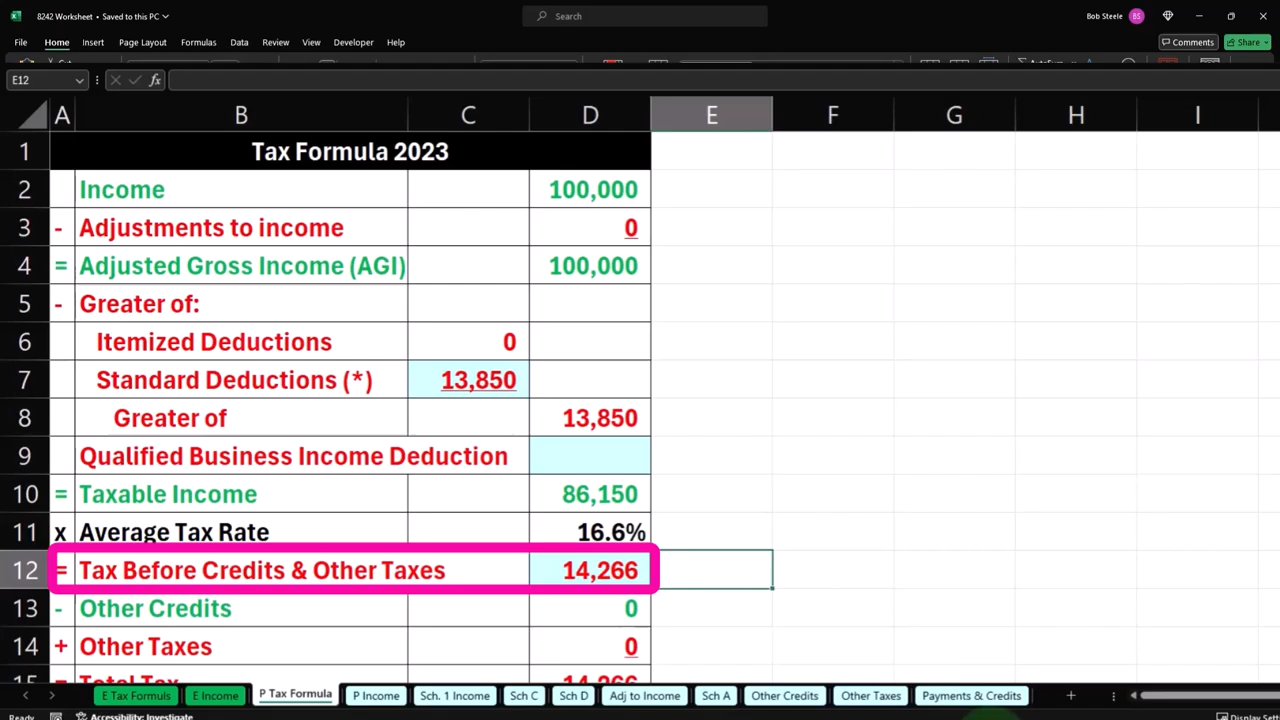 8242 Worksheet • Saved to this PC
Search
Bob Steele BS
File Home Insert Page Layout Formulas Data Review View Developer Help
Comments Share
E12 fx
A B C D E F G H I
1 Tax Formula 2023
2 Income 100,000
3 - Adjustments to income 0
4 = Adjusted Gross Income (AGI) 100,000
5 - Greater of:
6 Itemized Deductions 0
7 Standard Deductions (*) 13,850
8 Greater of 13,850
9 Qualified Business Income Deduction
10 = Taxable Income 86,150
11 x Average Tax Rate 16.6%
12 = Tax Before Credits & Other Taxes 14,266
13 - Other Credits 0
14 + Other Taxes 0
15 = Total Tax 14,266
E Tax Formuls E Income P Tax Formula P Income Sch. 1 Income Sch C Sch D Adj to Income Sch A Other Credits Other Taxes Payments & Credits
Ready Accessibility: Investigate Display Sett